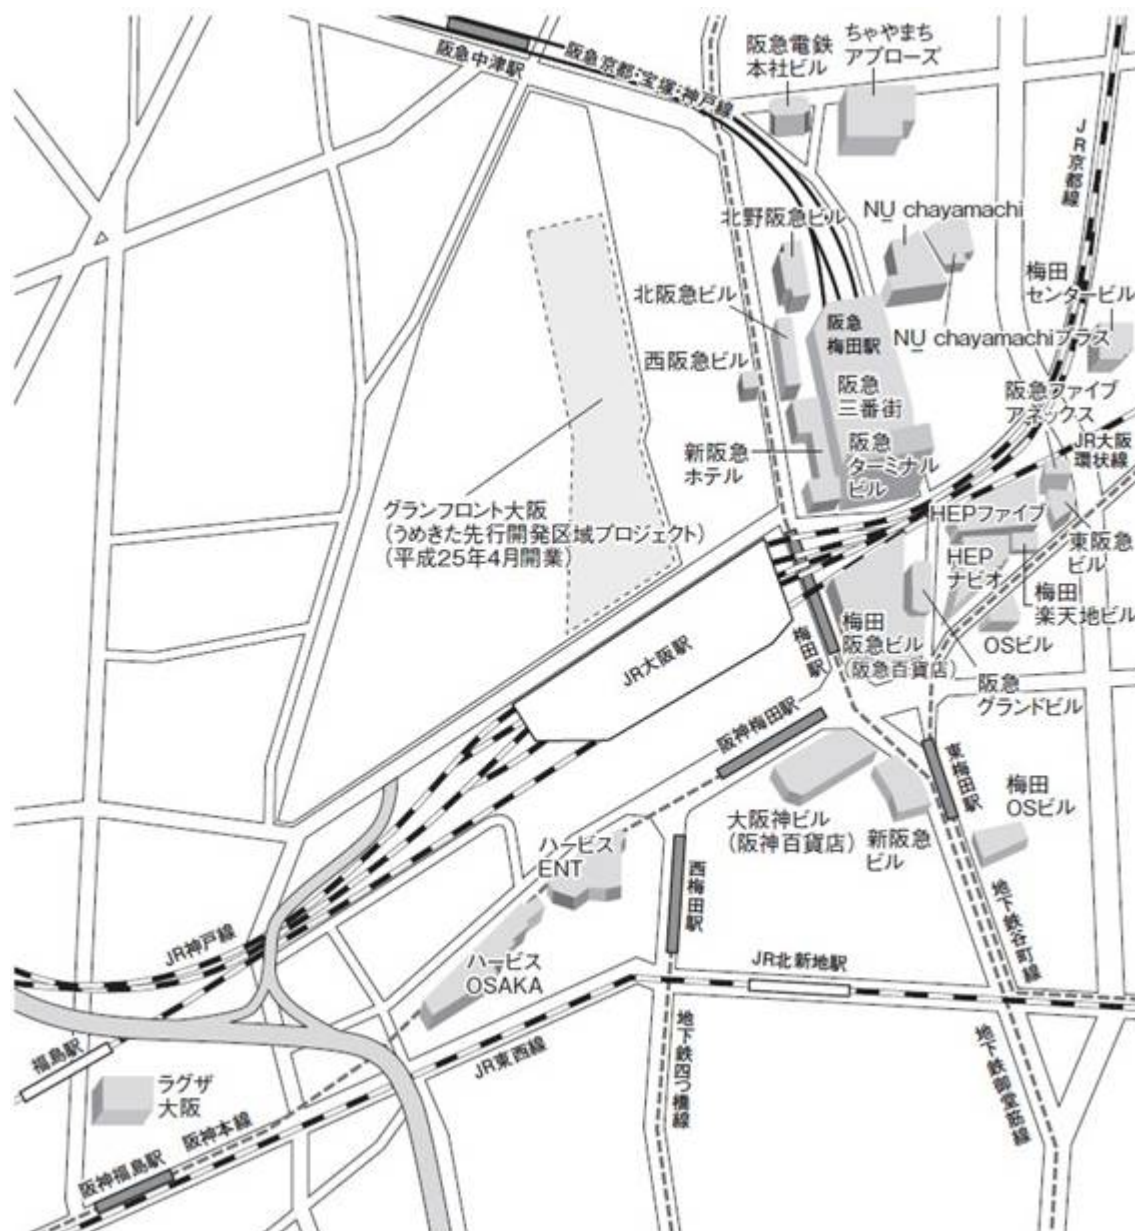 阪急中津駅
阪急京都・宝塚・神戸線
阪急電鉄
本社ビル
ちゃやまち
アプローズ
JR京都線
北野阪急ビル
NU chayamachi
梅田
センタービル
北阪急ビル
阪急
梅田駅
NU chayamachiプラス
西阪急ビル
阪急
三番街
阪急ファイブ
アネックス
新阪急
ホテル
阪急
ターミナル
ビル
JR大阪
環状線
グランフロント大阪
(うめきた先行開発区域プロジェクト)
(平成25年4月開業)
HEPファイブ
HEP
ナビオ
東阪急
ビル
梅田
楽天地ビル
梅田駅
梅田
阪急ビル
(阪急百貨店)
OSビル
JR大阪駅
阪急
グランドビル
阪神梅田駅
東梅田駅
梅田
OSビル
大阪神ビル
(阪神百貨店)
新阪急
ビル
ハービス
ENT
西梅田駅
地下鉄谷町線
JR神戸線
ハービス
OSAKA
JR北新地駅
福島駅
JR東西線
地下鉄四つ橋線
地下鉄御堂筋線
ラグザ
大阪
阪神本線
阪神福島駅